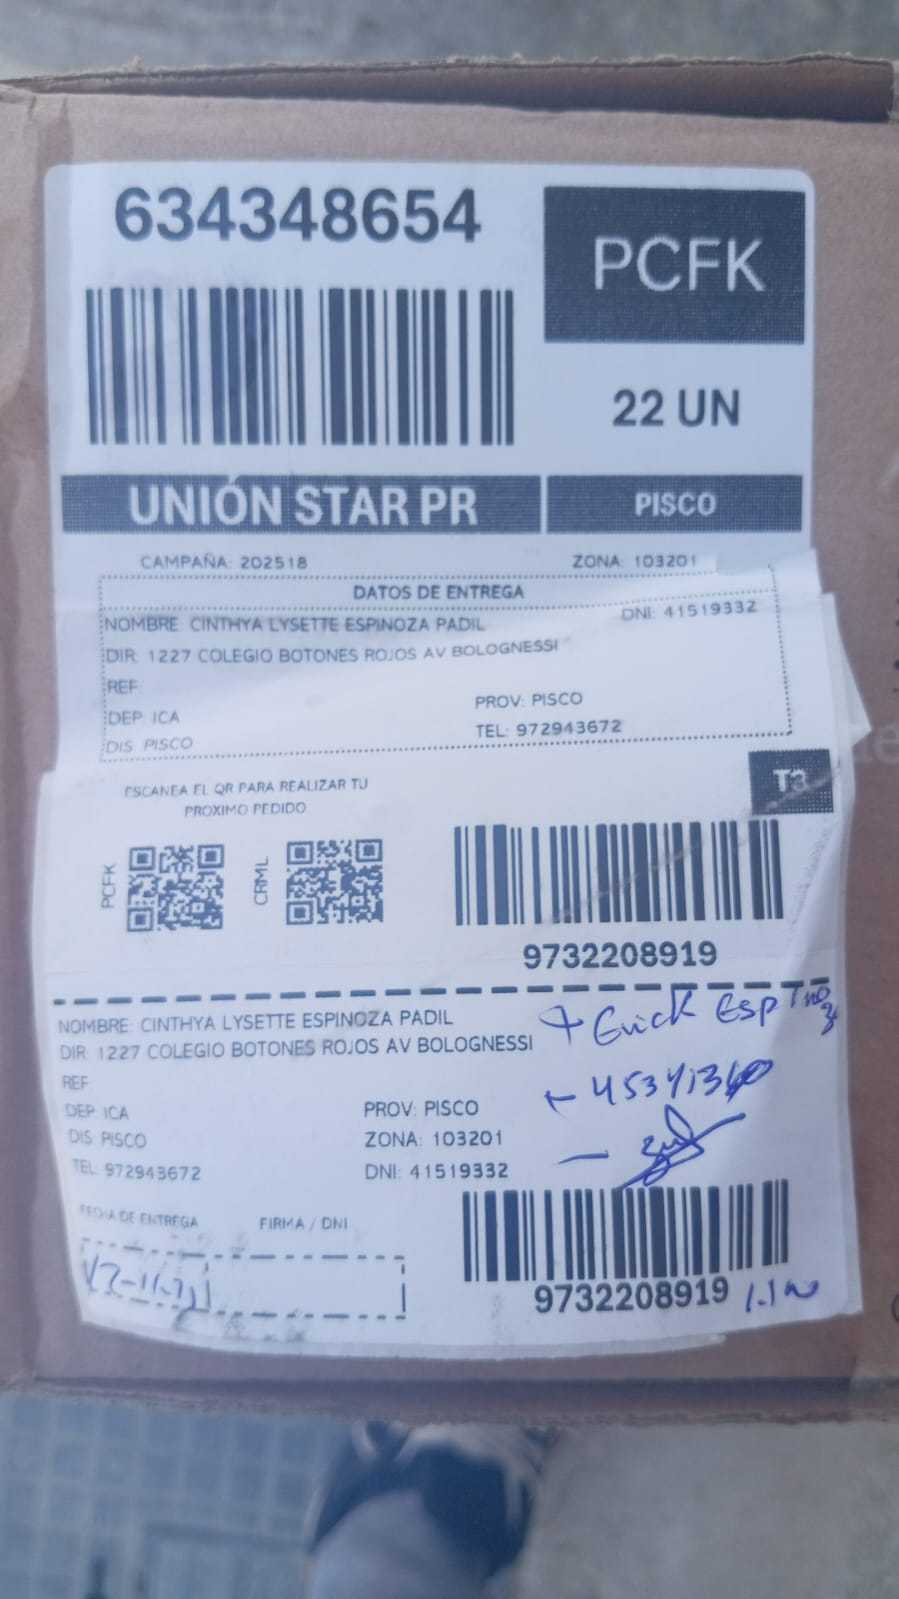 634348654
PCFK
22 UN
UNIÓN STAR PR
PISCO
CAMPAÑA: 202518
ZONA: 103201
DATOS DE ENTREGA
NOMBRE: CINTHYA LYSETTE ESPINOZA PADIL
DNI: 41519332
DIR: 1227 COLEGIO BOTONES ROJOS AV BOLOGNESSI
REF:
DEP: ICA
PROV: PISCO
DIS: PISCO
TEL: 972943672
ESCANEA EL QR PARA REALIZAR TU
PROXIMO PEDIDO
T3
PCFK
CRML
9732208919
NOMBRE: CINTHYA LYSETTE ESPINOZA PADIL
DIR: 1227 COLEGIO BOTONES ROJOS AV BOLOGNESSI
REF:
DEP: ICA
PROV: PISCO
DIS: PISCO
ZONA: 103201
TEL: 972943672
DNI: 41519332
Erick Espinoza
FECHA DE ENTREGA
FIRMA / DNI
9732208919